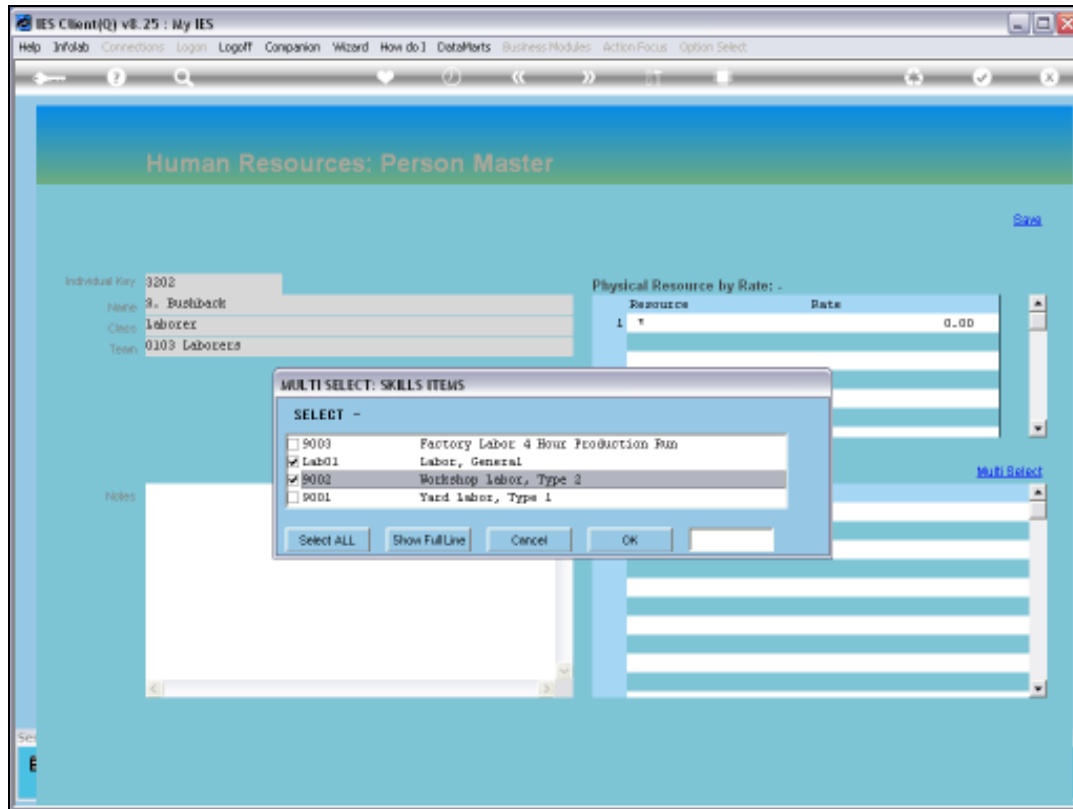 IES Client(Q) v8.25 : My IES
Help Infolab Connections Logon Logoff Companion Wizard How do I DataMarts Business Modules Action Focus Option Select
Human Resources: Person Master
Save
Individual Key 3202
Name Bushback
Class Laborer
Team 0103 Laborers
Physical Resource by Rate: -
Resource Rate
1 0.00
MULTI SELECT: SKILLS ITEMS
SELECT -
9003 Factory Labor 4 Hour Production Run
Lab01 Labor, General
9002 Workshop labor, Type 2
9001 Yard labor, Type 1
Select ALL Show Full Line Cancel OK
Multi Select
Notes